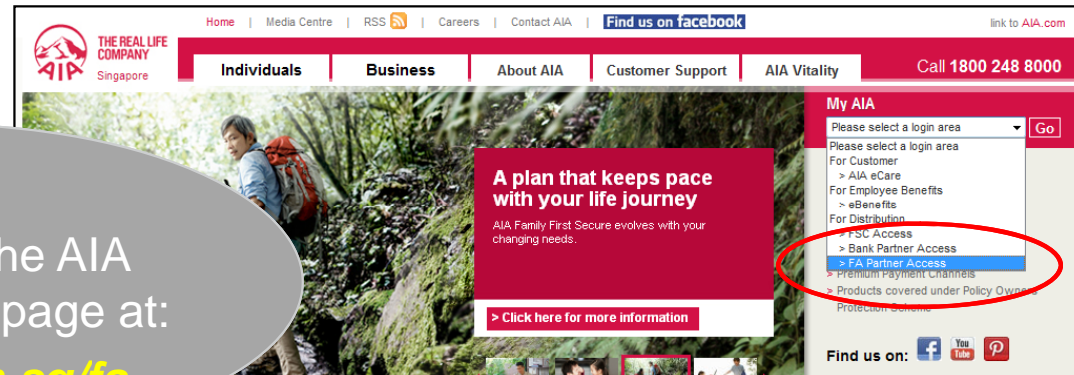 Home | Media Centre | RSS | Careers | Contact AIA | Find us on facebook
link to AIA.com
THE REAL LIFE
COMPANY
AIA
Singapore
Individuals
Business
About AIA
Customer Support
AIA Vitality
Call 1800 248 8000
he AIA
page at:
sg/fa
A plan that keeps pace
with your life journey
AIA Family First Secure evolves with your
changing needs.
> Click here for more information
My AIA
Please select a login area
Go
Please select a login area
For Customer
> AIA eCare
For Employee Benefits
> eBenefits
For Distribution
> FSC Access
> Bank Partner Access
> FA Partner Access
> Premium Payment Channels
> Products covered under Policy Owners
Protection Scheme
Find us on:
You
Tube